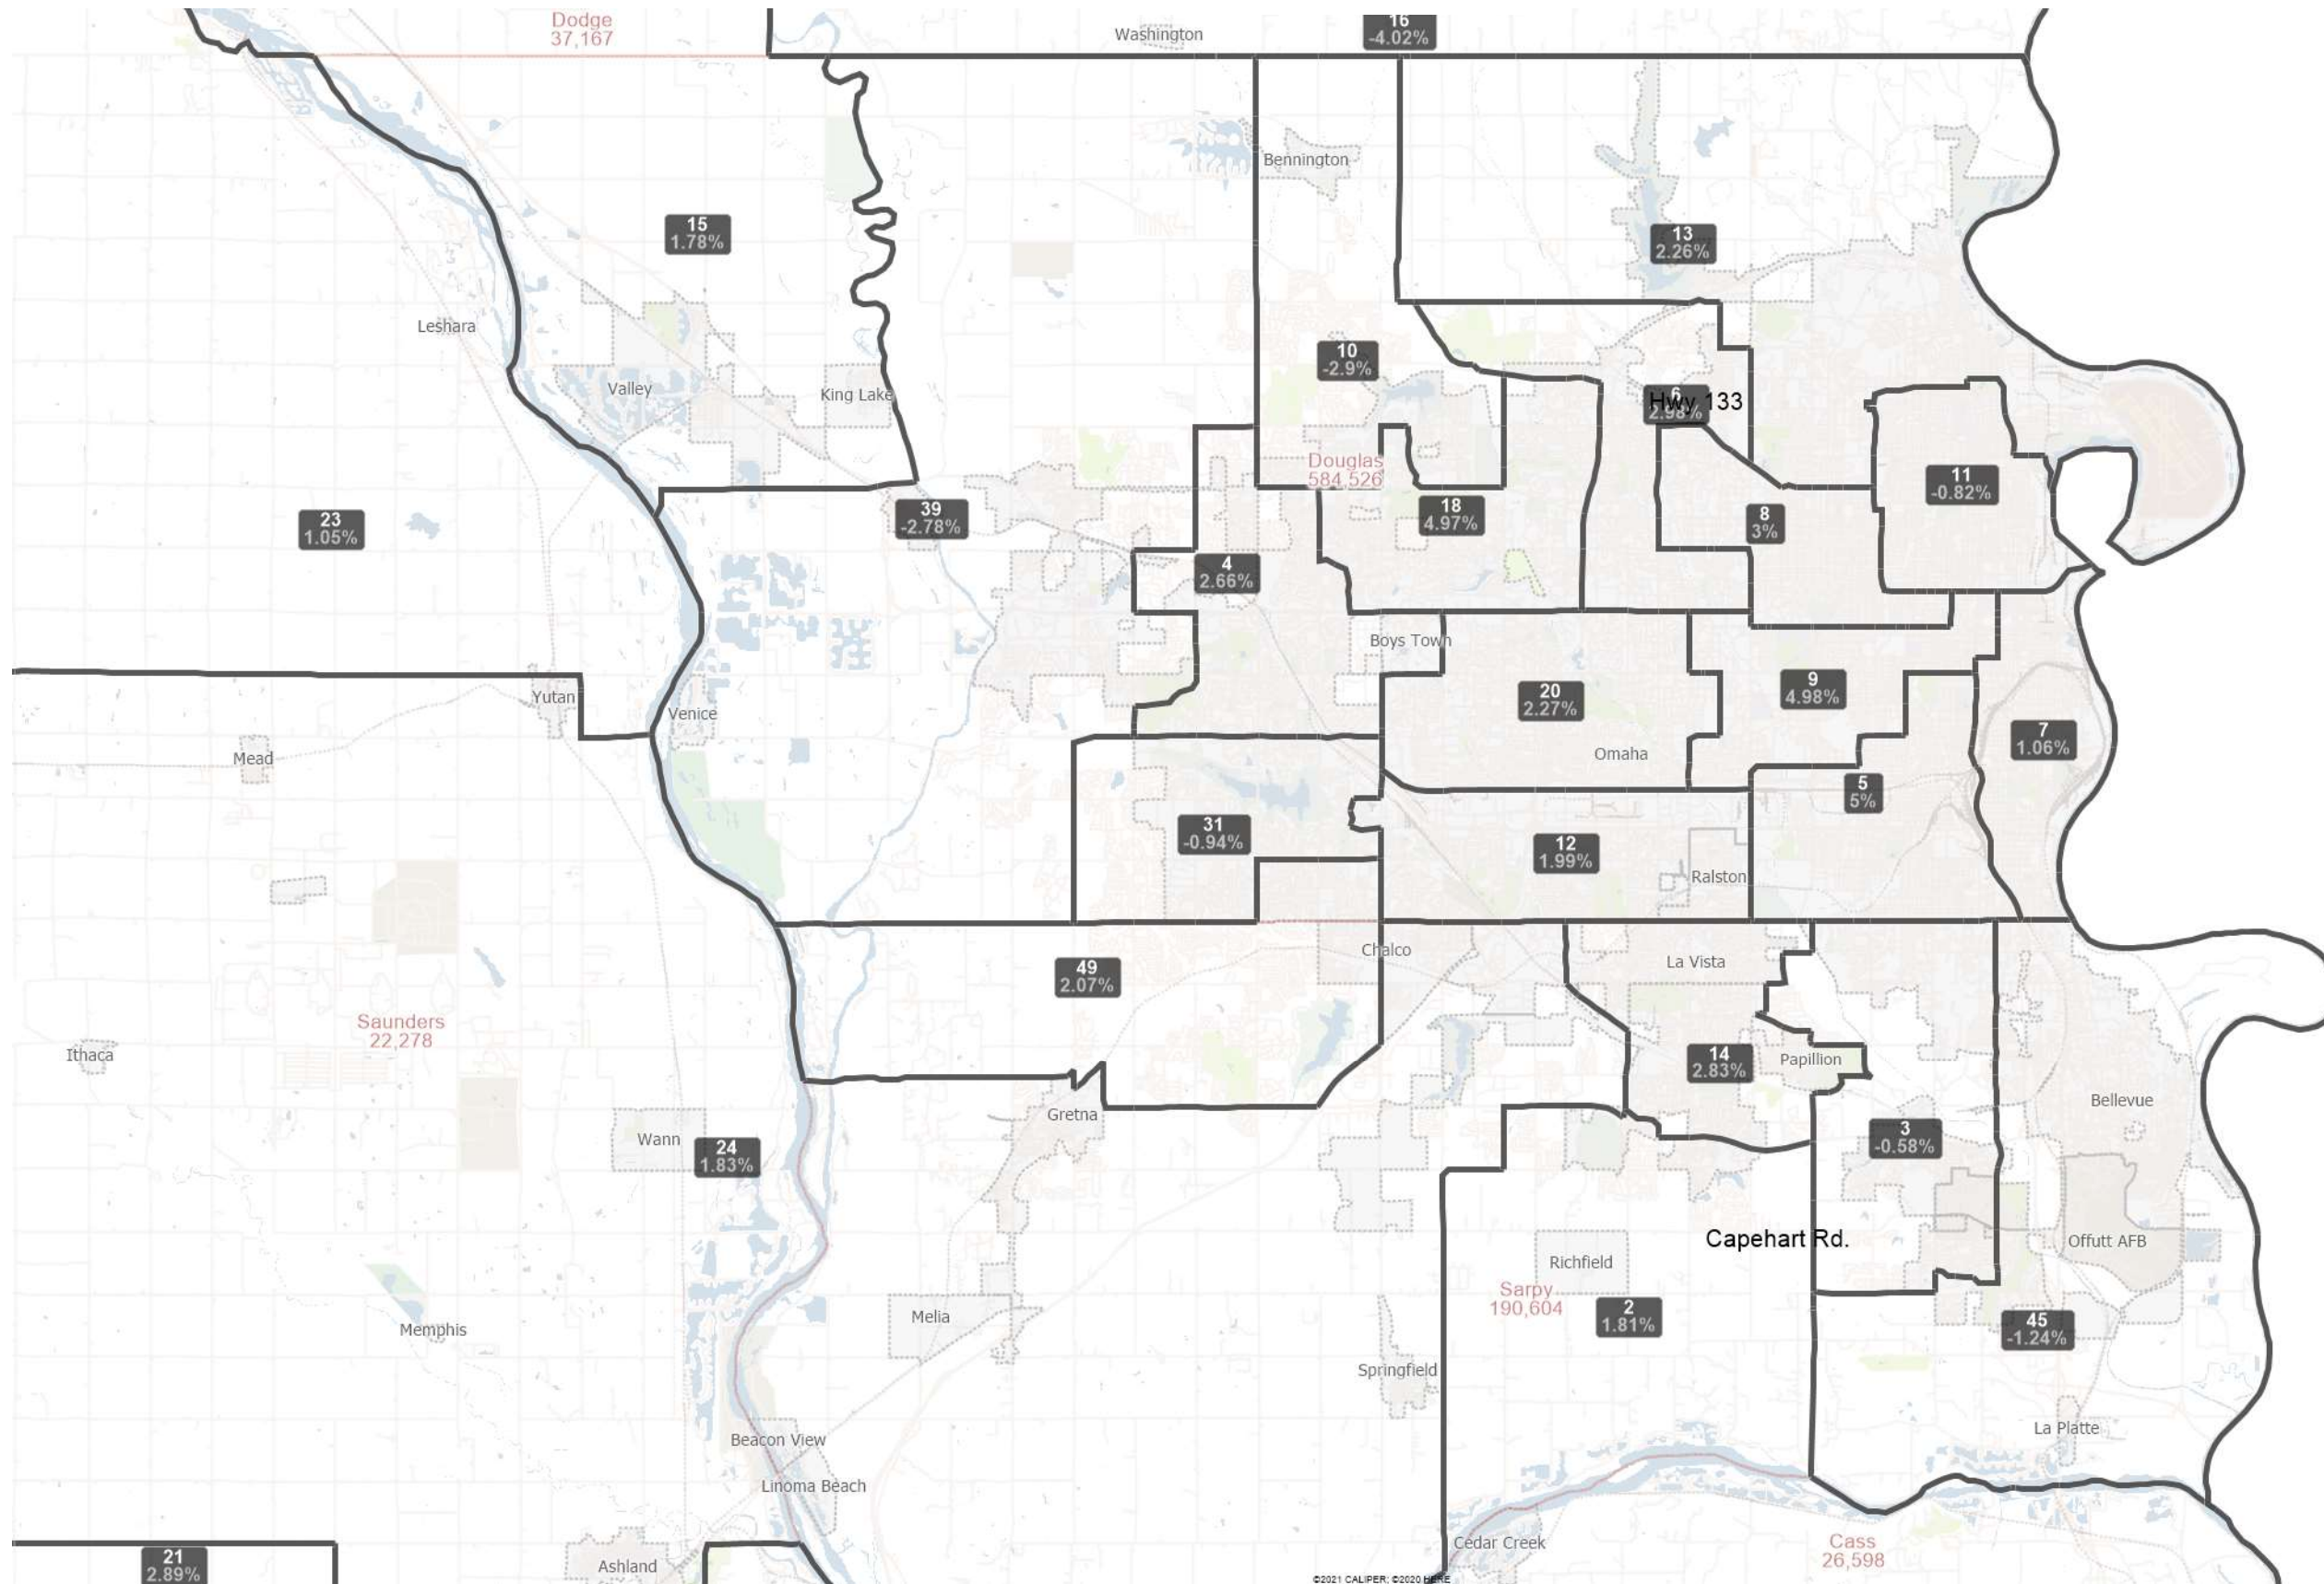 Dodge
37,167
Washington
16
-4.02%
Bennington
15
1.78%
13
2.26%
Leshara
10
-2.9%
Valley
King Lake
6
2.98%
Hwy 133
Douglas
584,526
11
-0.82%
23
1.05%
39
-2.78%
18
4.97%
8
3%
4
2.66%
Boys Town
Yutan
Venice
20
2.27%
9
4.98%
7
1.06%
Mead
Omaha
5
5%
31
-0.94%
12
1.99%
Ralston
Chalco
La Vista
49
2.07%
Saunders
22,278
Ithaca
14
2.83%
Papillion
Gretna
Bellevue
Wann
24
1.83%
3
-0.58%
Capehart Rd.
Offutt AFB
Richfield
Sarpy
190,604
2
1.81%
Melia
Memphis
45
-1.24%
Springfield
Beacon View
La Platte
Linoma Beach
Cedar Creek
Cass
26,598
21
2.89%
Ashland
©2021 CALIPER; ©2020 HERE